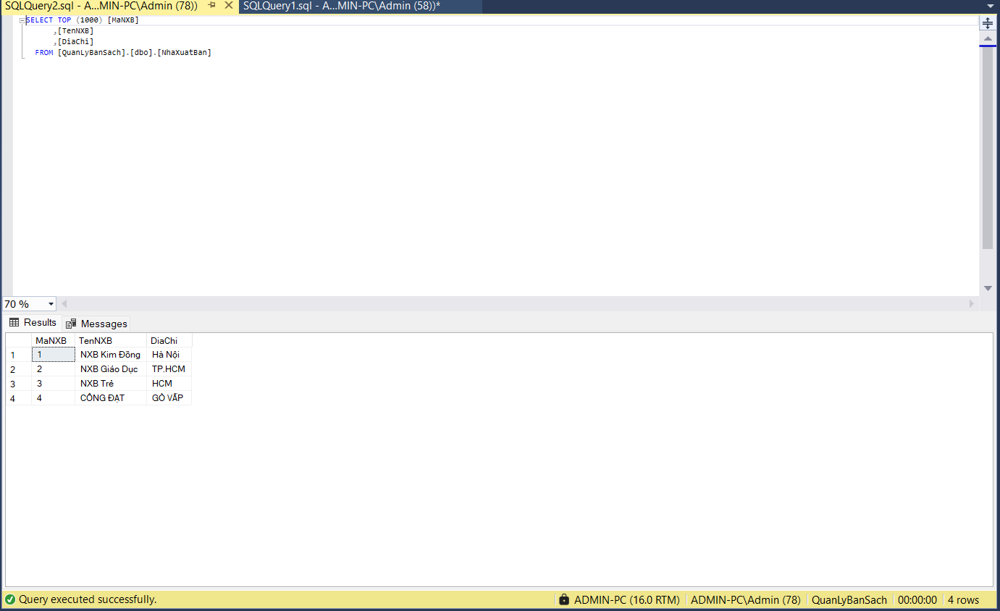 SQLQuery2.sql - A...MIN-PC\Admin (78)) SQLQuery1.sql - A...MIN-PC\Admin (58))*
SELECT TOP (1000) [MaNXB]
,[TenNXB]
,[DiaChi]
FROM [QuanLyBanSach].[dbo].[NhaXuatBan]
70 %
Results Messages
MaNXB TenNXB DiaChi
1 1 NXB Kim Đồng Hà Nội
2 2 NXB Giáo Dục TP.HCM
3 3 NXB Trẻ HCM
4 4 CÔNG ĐẠT GÒ VẤP
Query executed successfully. ADMIN-PC (16.0 RTM) ADMIN-PC\Admin (78) QuanLyBanSach 00:00:00 4 rows